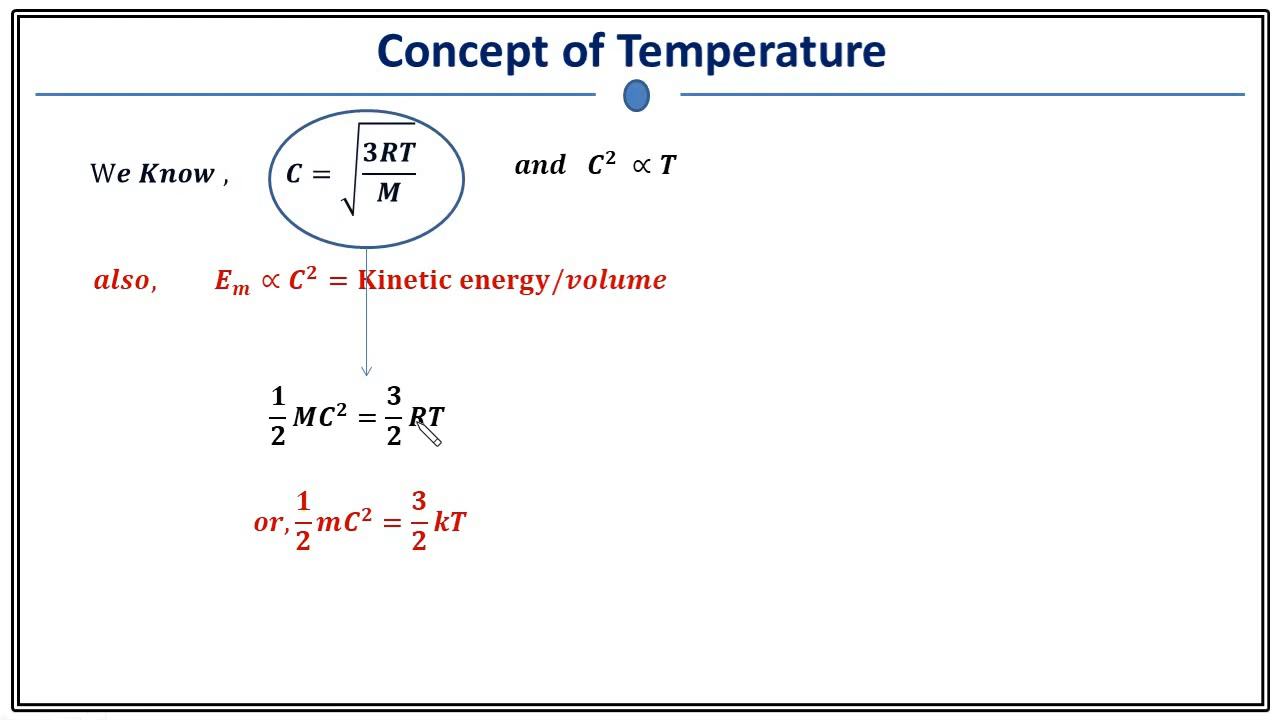 Concept of Temperature
We Know , C = √(3RT/M) and C² ∝ T
also, Eₘ ∝ C² = Kinetic energy/volume
1/2 MC² = 3/2 RT
or, 1/2 mC² = 3/2 kT